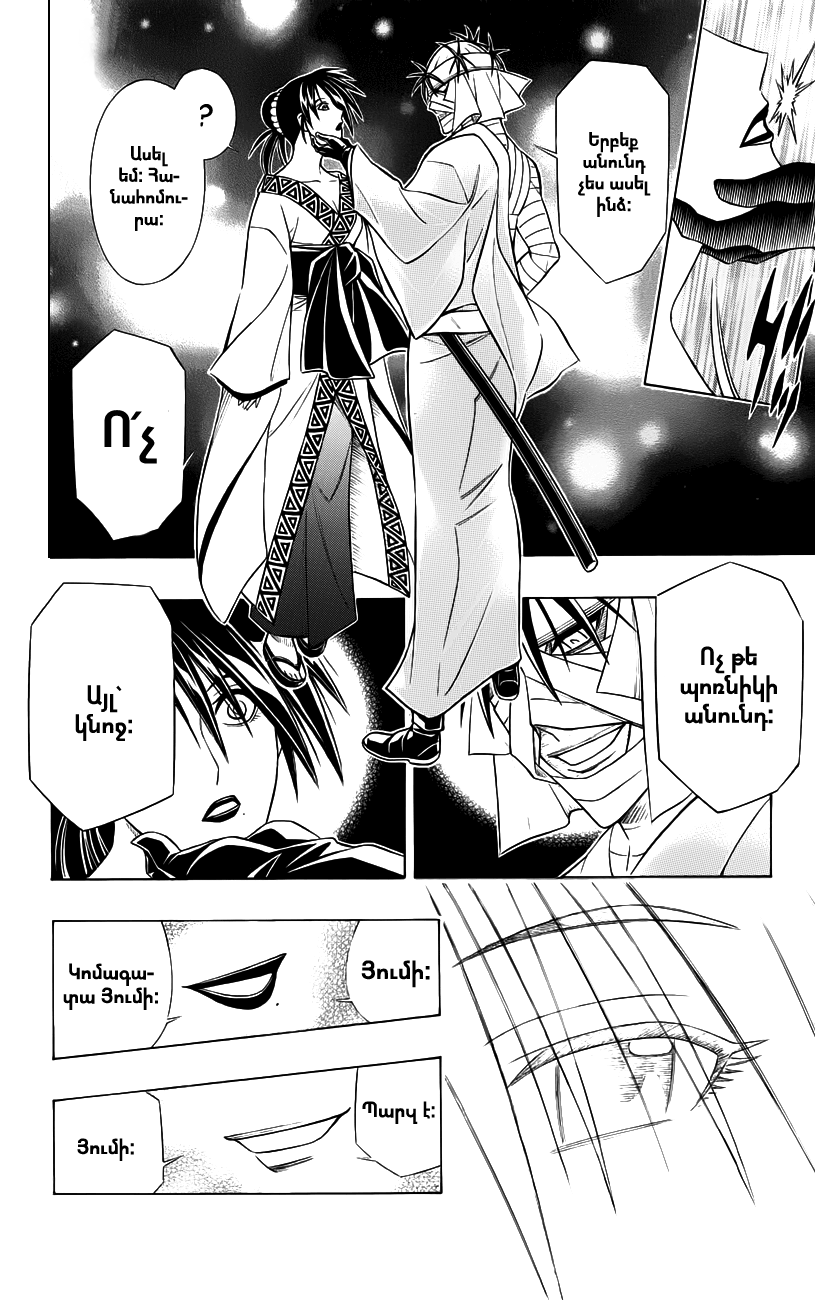 Երբեք
անունդ
չես ասել
ինձ:
?
Ասել
եմ: Հա-
նահոմու-
րա:
Ո՛չ
Ոչ թե
պոռնիկի
անունդ:
Այլ՝
կնոջ:
Յումի:
Կոմագա-
տա Յումի:
Պարզ է:
Յումի: